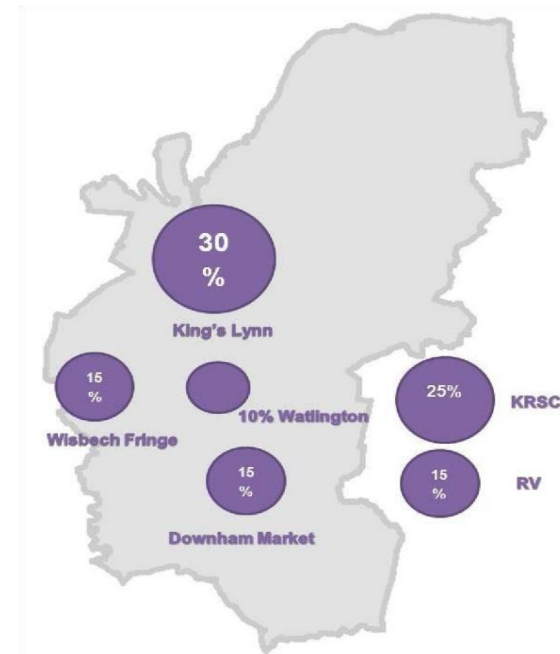 30
%
King's Lynn
15
%
Wisbech Fringe
10% Watlington
25%
KRSC
15
%
Downham Market
15
%
RV